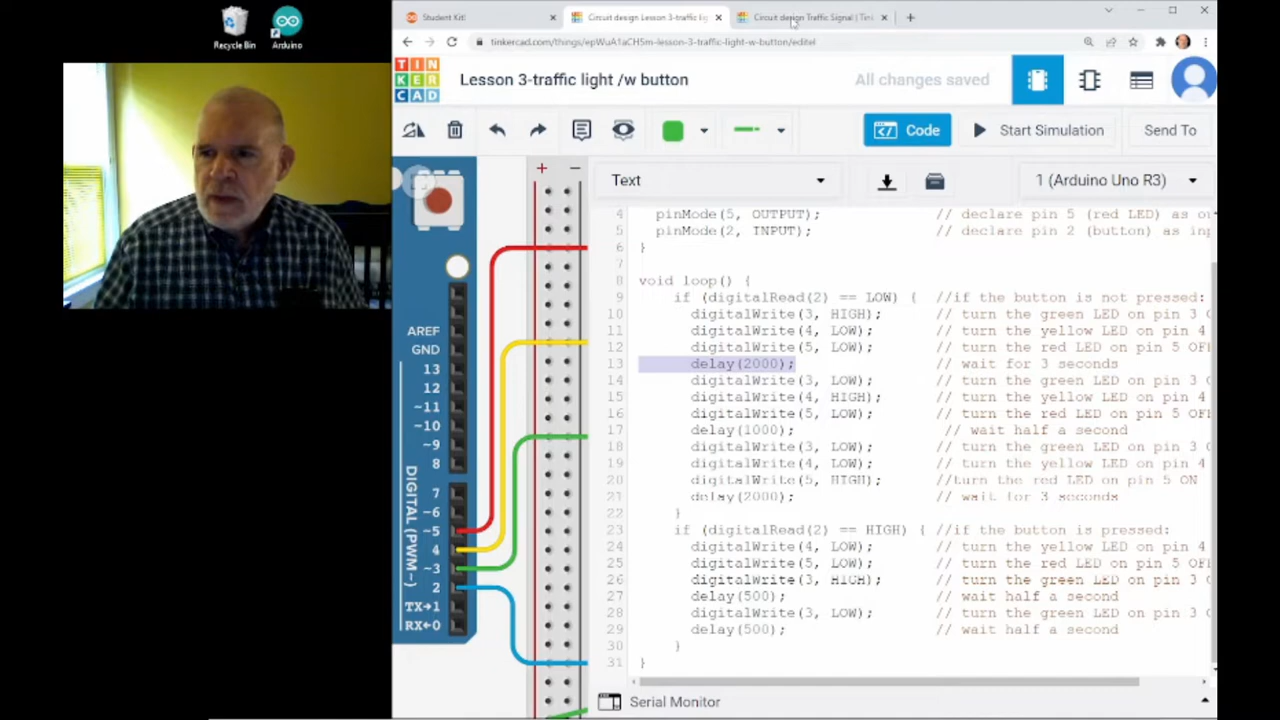 Recycle Bin
Arduino
Student Kit!
Circuit design Lesson 3-traffic lig
Circuit design Traffic Signal | Tin
tinkercad.com/things/epWuA1aCH5m-lesson-3-traffic-light-w-button/editel
TIN
KER
CAD
Lesson 3-traffic light /w button
All changes saved
Code
Start Simulation
Send To
Text
1 (Arduino Uno R3)
AREF
GND
13
12
~11
~10
~9
8
7
~6
~5
4
~3
2
TX→1
RX←0
DIGITAL (PWM~)
+ −
4 pinMode(5, OUTPUT); // declare pin 5 (red LED) as ou
5 pinMode(2, INPUT); // declare pin 2 (button) as inp
6 }
7
8 void loop() {
9 if (digitalRead(2) == LOW) { //if the button is not pressed:
10 digitalWrite(3, HIGH); // turn the green LED on pin 3 O
11 digitalWrite(4, LOW); // turn the yellow LED on pin 4
12 digitalWrite(5, LOW); // turn the red LED on pin 5 OFF
13 delay(2000); // wait for 3 seconds
14 digitalWrite(3, LOW); // turn the green LED on pin 3 O
15 digitalWrite(4, HIGH); // turn the yellow LED on pin 4
16 digitalWrite(5, LOW); // turn the red LED on pin 5 OFF
17 delay(1000); // wait half a second
18 digitalWrite(3, LOW); // turn the green LED on pin 3 O
19 digitalWrite(4, LOW); // turn the yellow LED on pin 4
20 digitalWrite(5, HIGH); //turn the red LED on pin 5 ON
21 delay(2000); // wait for 3 seconds
22 }
23 if (digitalRead(2) == HIGH) { //if the button is pressed:
24 digitalWrite(4, LOW); // turn the yellow LED on pin 4
25 digitalWrite(5, LOW); // turn the red LED on pin 5 OFF
26 digitalWrite(3, HIGH); // turn the green LED on pin 3 O
27 delay(500); // wait half a second
28 digitalWrite(3, LOW); // turn the green LED on pin 3 O
29 delay(500); // wait half a second
30 }
31 }
Serial Monitor